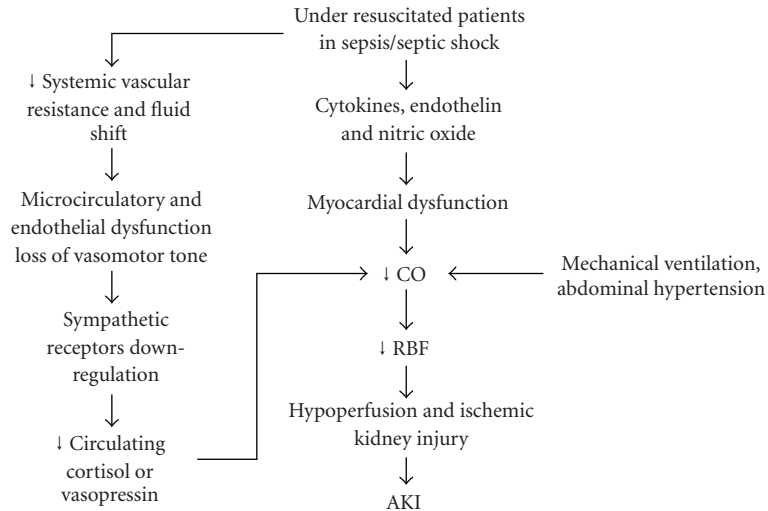 Under resuscitated patients
in sepsis/septic shock
↓ Systemic vascular
resistance and fluid
shift
Microcirculatory and
endothelial dysfunction
loss of vasomotor tone
Sympathetic
receptors down-
regulation
↓ Circulating
cortisol or
vasopressin
Cytokines, endothelin
and nitric oxide
Myocardial dysfunction
↓ CO
Mechanical ventilation,
abdominal hypertension
↓ RBF
Hypoperfusion and ischemic
kidney injury
AKI